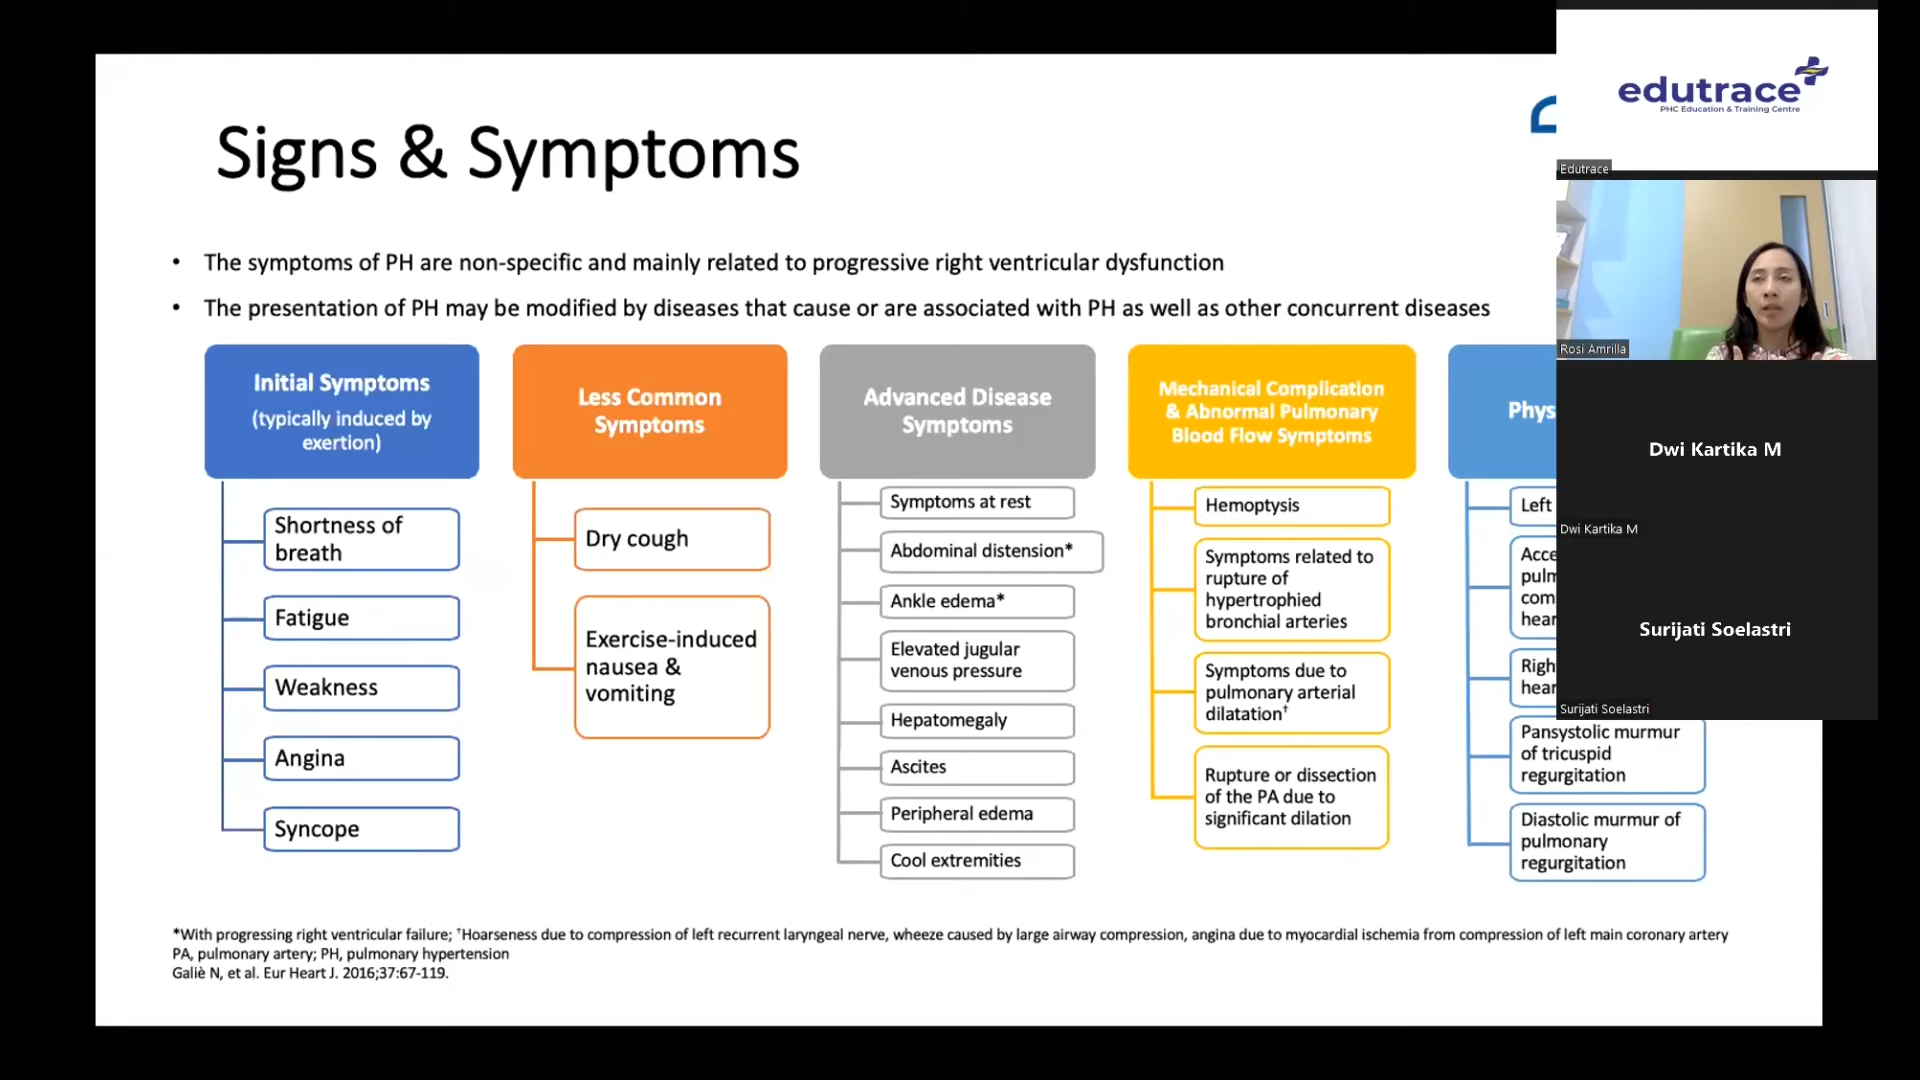 Signs & Symptoms
• The symptoms of PH are non-specific and mainly related to progressive right ventricular dysfunction
• The presentation of PH may be modified by diseases that cause or are associated with PH as well as other concurrent diseases
Initial Symptoms
(typically induced by
exertion)
Shortness of
breath
Fatigue
Weakness
Angina
Syncope
Less Common
Symptoms
Dry cough
Exercise-induced
nausea &
vomiting
Advanced Disease
Symptoms
Symptoms at rest
Abdominal distension*
Ankle edema*
Elevated jugular
venous pressure
Hepatomegaly
Ascites
Peripheral edema
Cool extremities
Mechanical Complication
& Abnormal Pulmonary
Blood Flow Symptoms
Hemoptysis
Symptoms related to
rupture of
hypertrophied
bronchial arteries
Symptoms due to
pulmonary arterial
dilatation†
Rupture or dissection
of the PA due to
significant dilation
Phys
Left
Acce
pulm
com
hear
Righ
hear
Pansystolic murmur
of tricuspid
regurgitation
Diastolic murmur of
pulmonary
regurgitation
*With progressing right ventricular failure; †Hoarseness due to compression of left recurrent laryngeal nerve, wheeze caused by large airway compression, angina due to myocardial ischemia from compression of left main coronary artery
PA, pulmonary artery; PH, pulmonary hypertension
Galiè N, et al. Eur Heart J. 2016;37:67-119.
edutrace
PHC Education & Training Centre
Edutrace
Rosi Amrilla
Dwi Kartika M
Dwi Kartika M
Surijati Soelastri
Surijati Soelastri